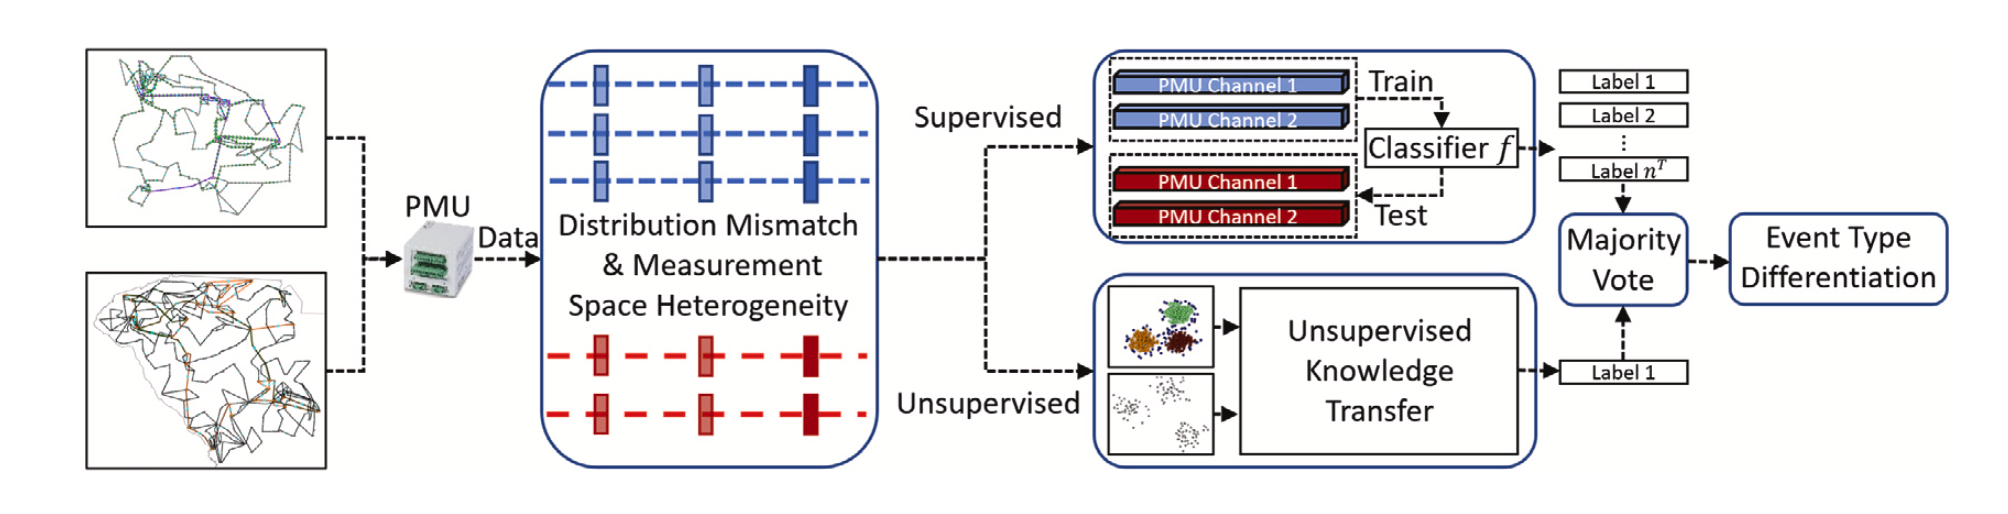 PMU
Data
Distribution Mismatch
& Measurement
Space Heterogeneity
Supervised
Unsupervised
PMU Channel 1
PMU Channel 2
PMU Channel 1
PMU Channel 2
Train
Classifier f
Test
Unsupervised
Knowledge
Transfer
Label 1
Label 2
⋮
Label nᵀ
Majority
Vote
Label 1
Event Type
Differentiation